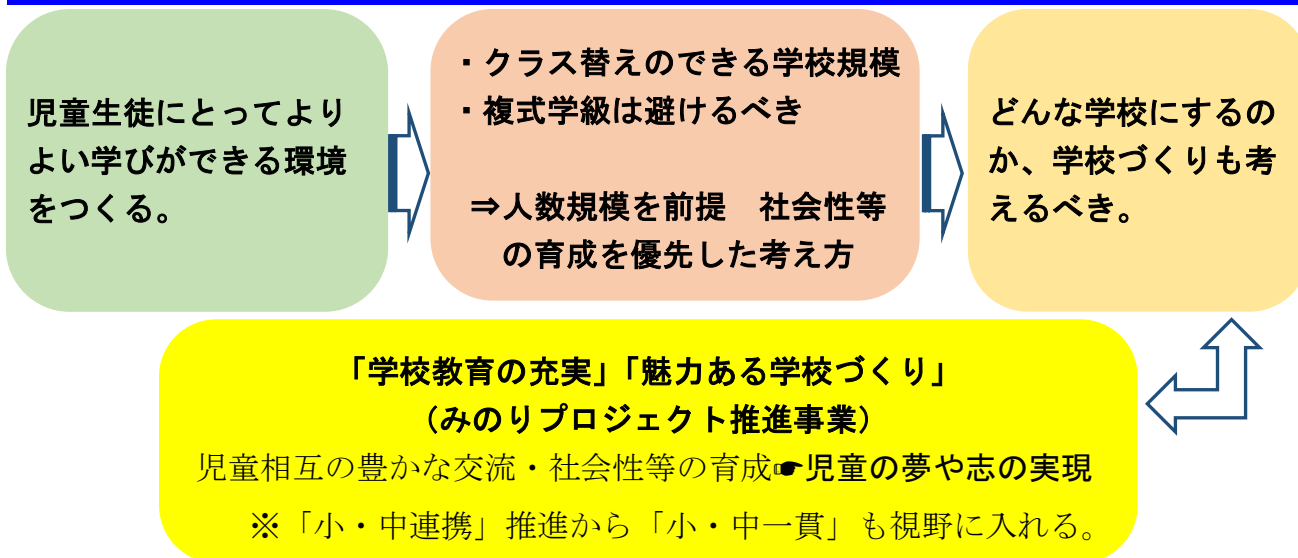 児童生徒にとってより
よい学びができる環境
をつくる。
・クラス替えのできる学校規模
・複式学級は避けるべき
⇒人数規模を前提　社会性等
の育成を優先した考え方
どんな学校にするの
か、学校づくりも考
えるべき。
「学校教育の充実」「魅力ある学校づくり」
(みのりプロジェクト推進事業)
児童相互の豊かな交流・社会性等の育成☛児童の夢や志の実現
※「小・中連携」推進から「小・中一貫」も視野に入れる。